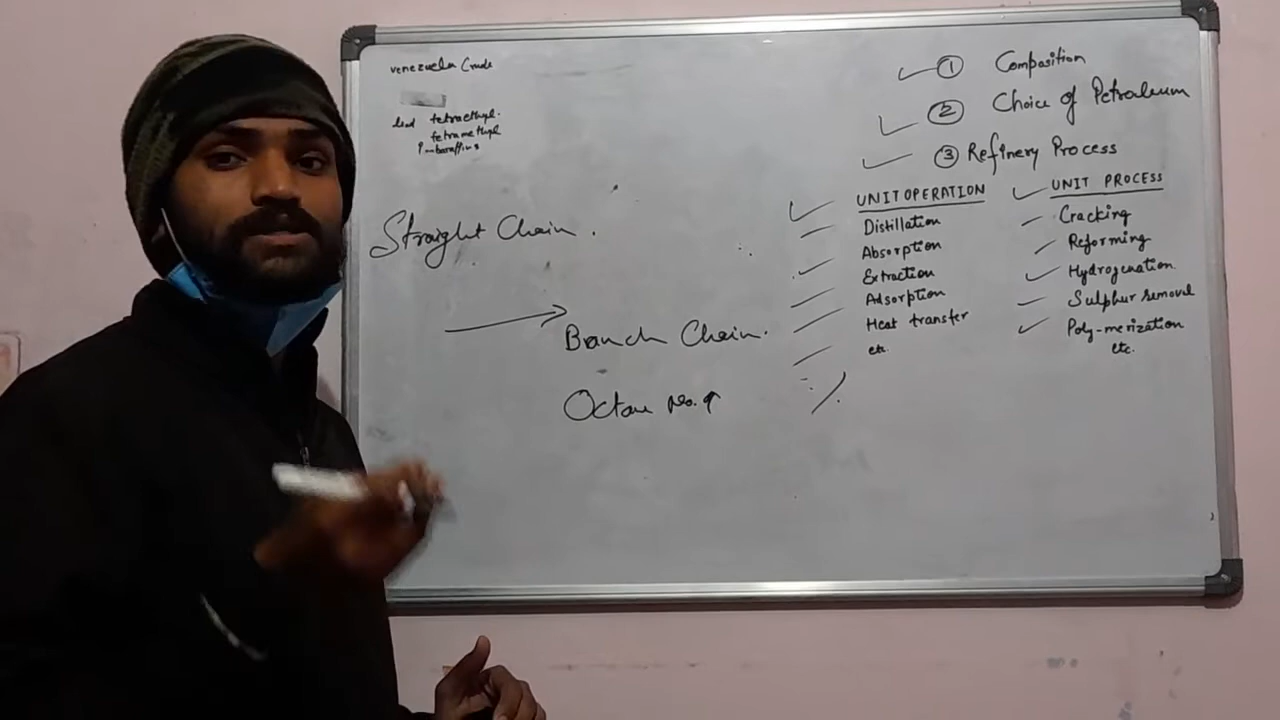 Venezuela Crude
lead tetraethyl.
tetramethyl
Straight Chain.
Branch Chain.
Octane No. ↑
✓ ① Composition
✓ ② Choice of Petroleum
✓ ③ Refinery Process
UNIT OPERATION
Distillation
Absorption
Extraction
Adsorption
Heat transfer
etc.
UNIT PROCESS
Cracking
Reforming
Hydrogenation.
Sulphur removal
Poly-merization
etc.